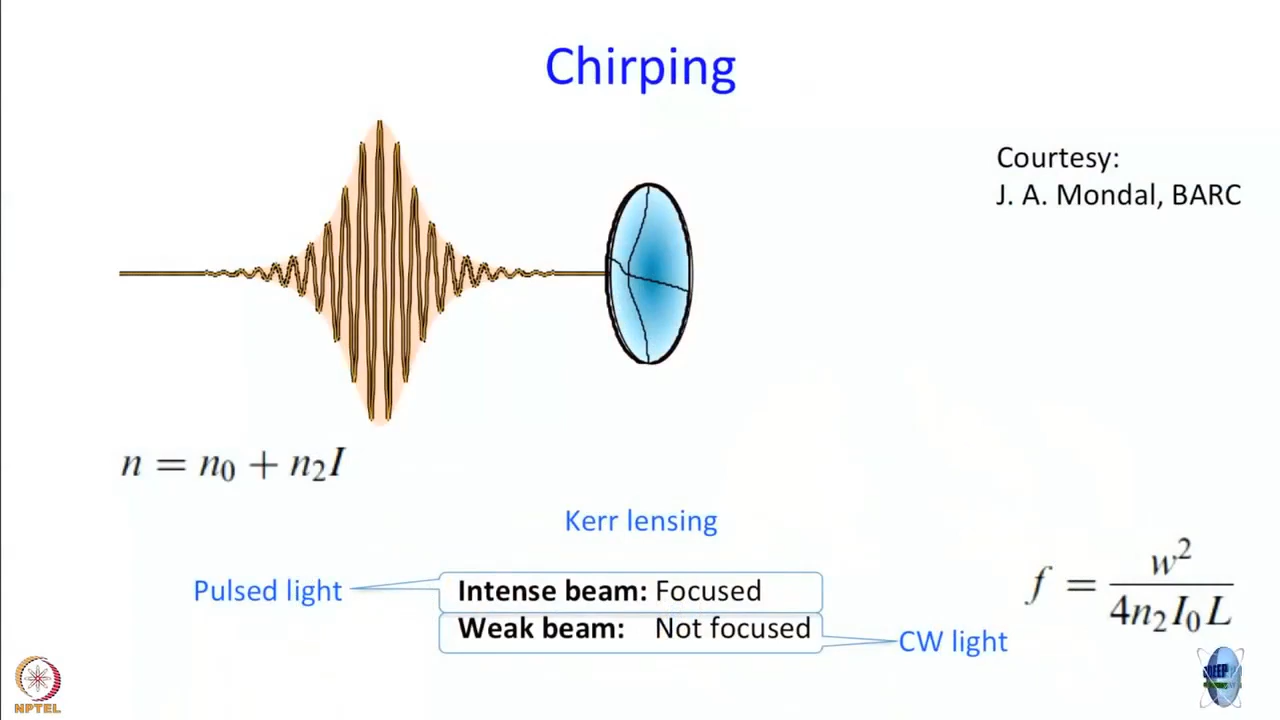 Chirping
Courtesy:
J. A. Mondal, BARC
n = n₀ + n₂I
Kerr lensing
Pulsed light
Intense beam: Focused
Weak beam: Not focused
CW light
f = w² / 4n₂I₀L
NPTEL